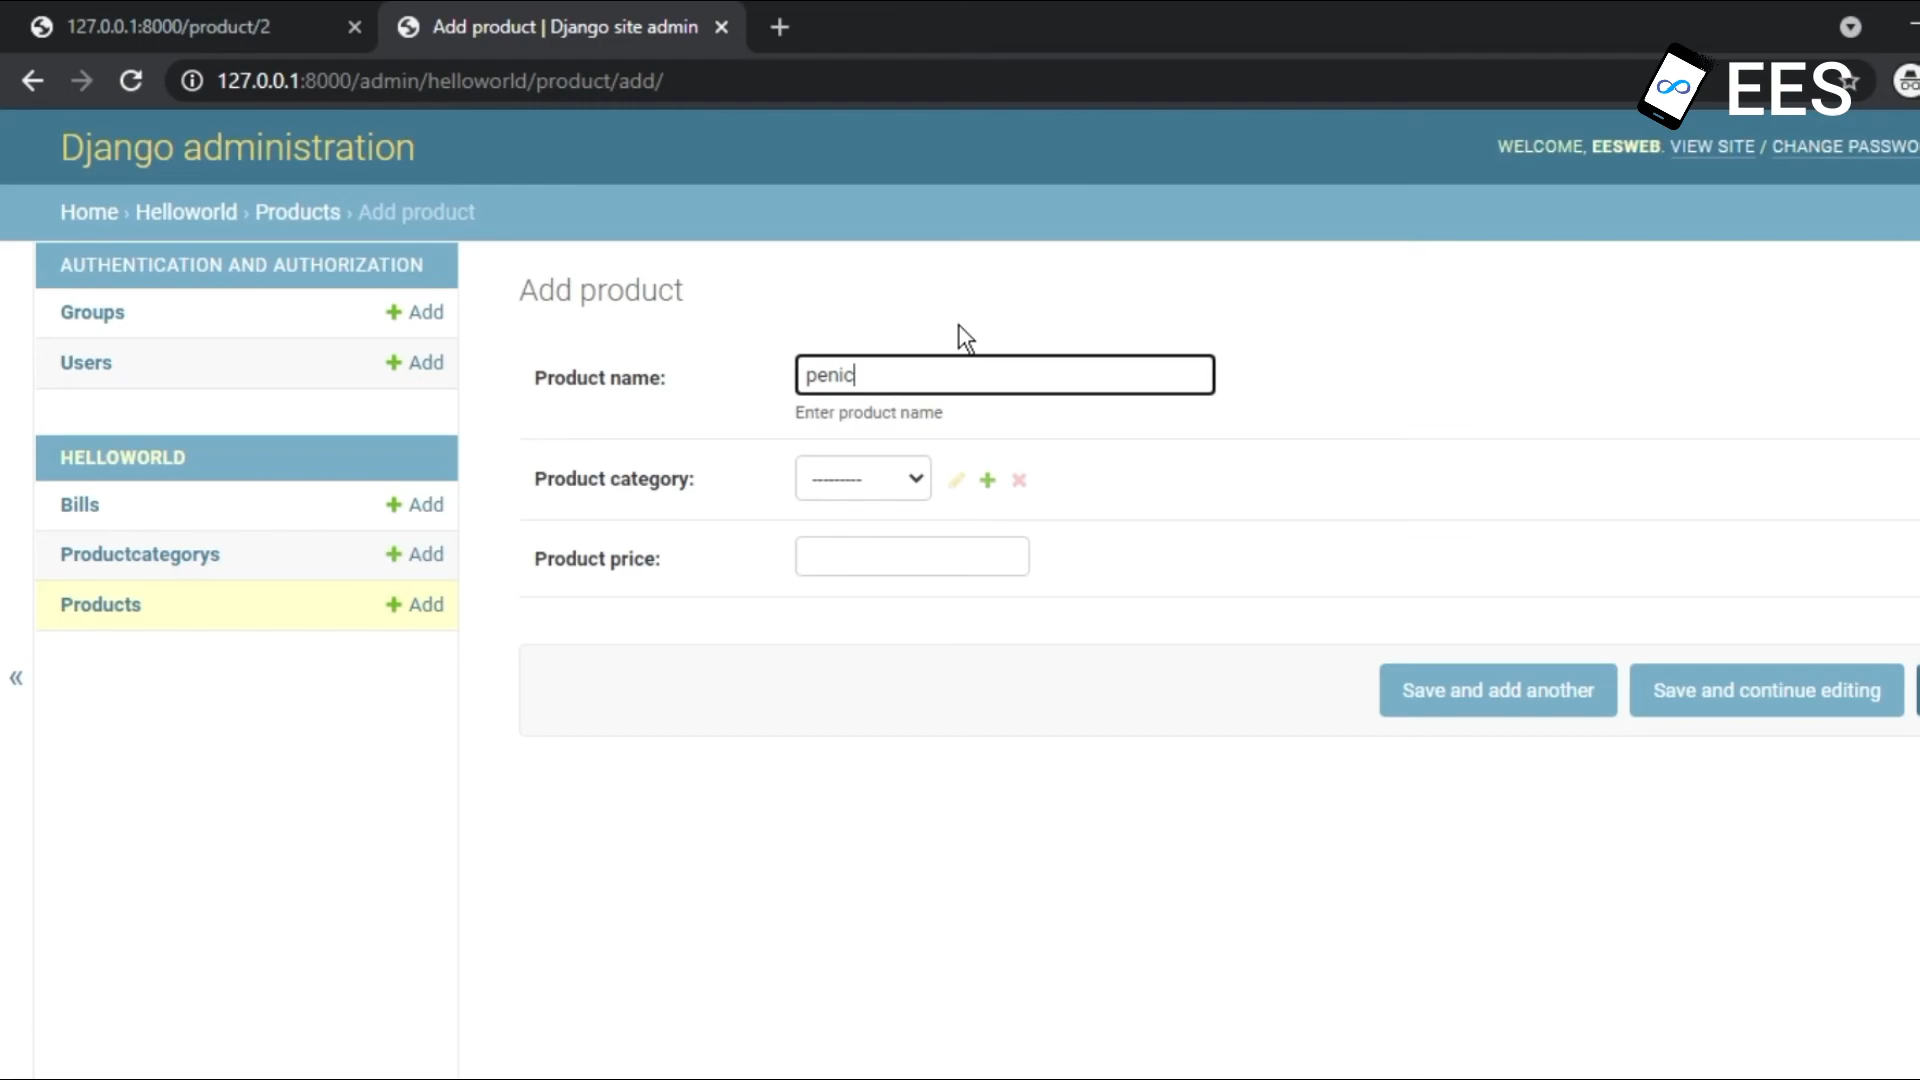 127.0.0.1:8000/product/2
Add product | Django site admin
127.0.0.1:8000/admin/helloworld/product/add/
EES
Django administration
WELCOME, EESWEB. VIEW SITE / CHANGE PASSWO
Home › Helloworld › Products › Add product
AUTHENTICATION AND AUTHORIZATION
Groups + Add
Users + Add
HELLOWORLD
Bills + Add
Productcategorys + Add
Products + Add
«
Add product
Product name: penic
Enter product name
Product category: ---------
Product price:
Save and add another
Save and continue editing